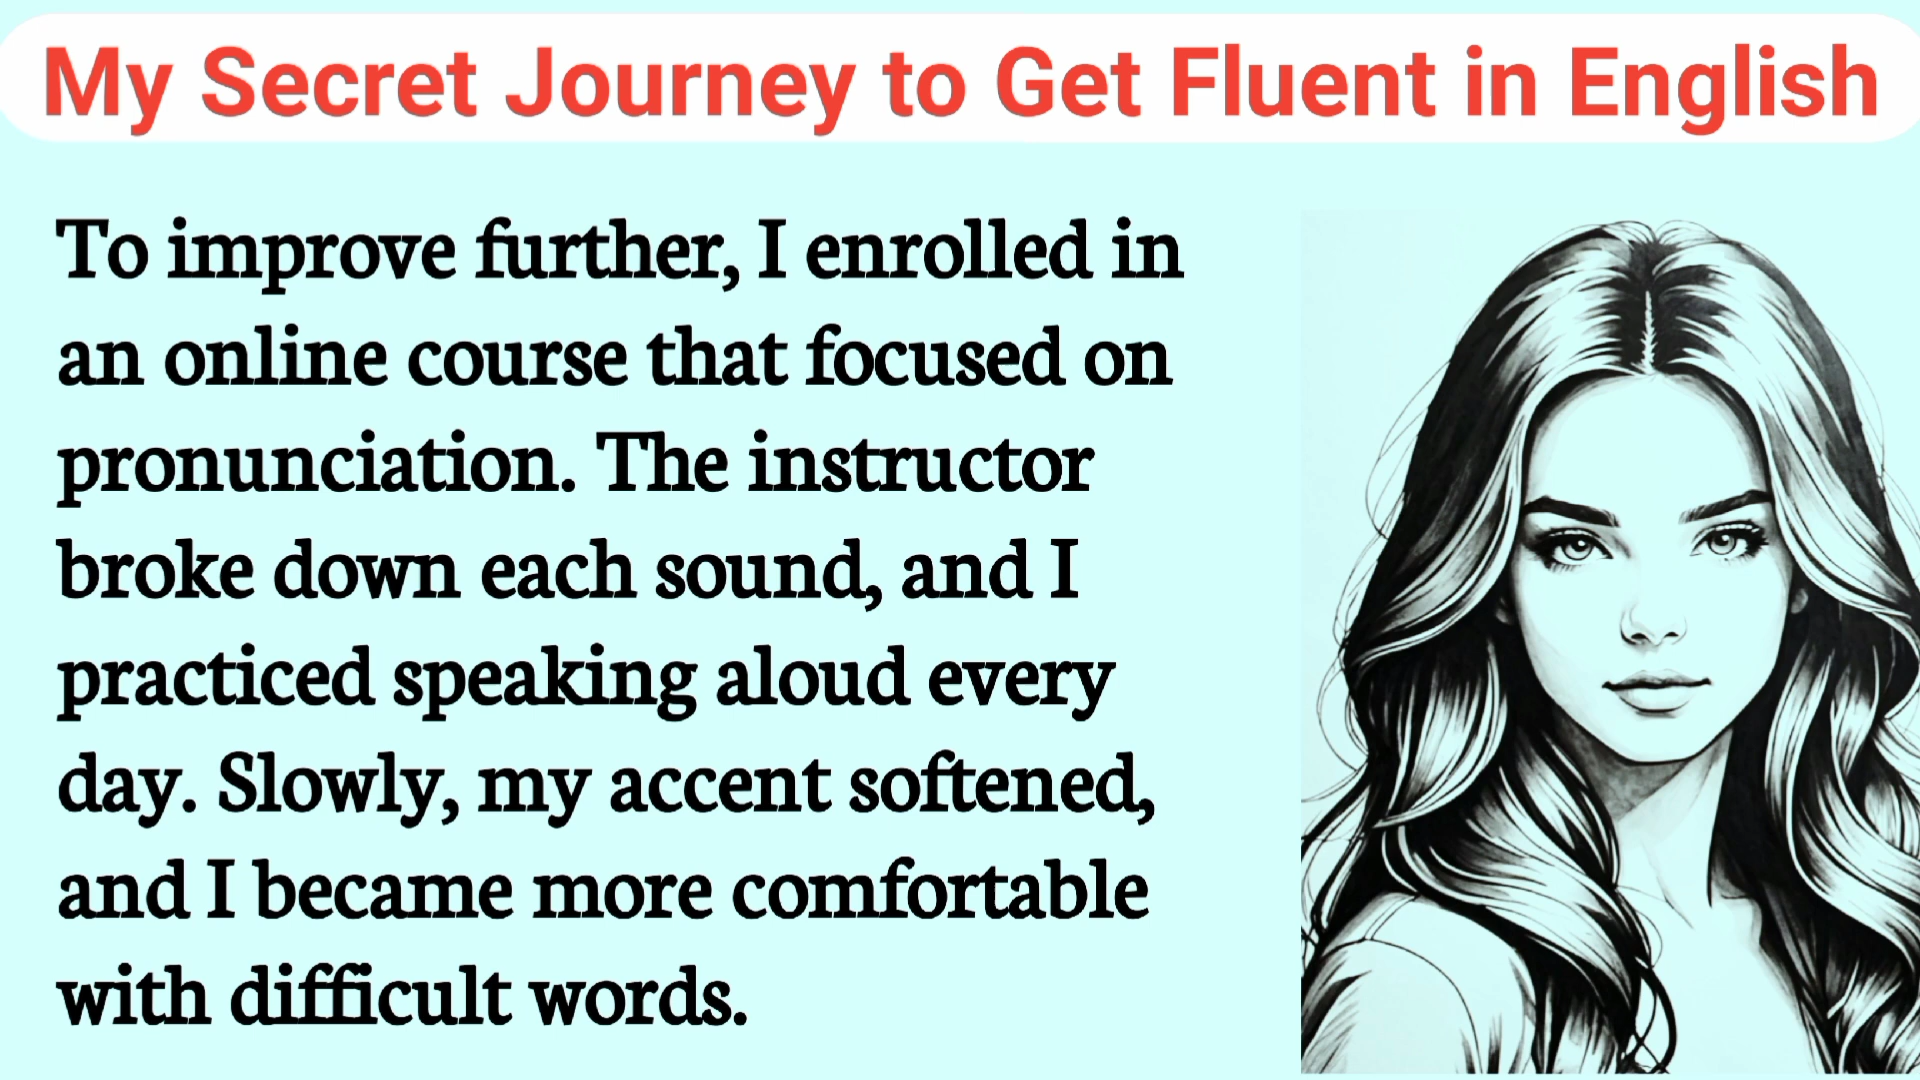 My Secret Journey to Get Fluent in English
To improve further, I enrolled in
an online course that focused on
pronunciation. The instructor
broke down each sound, and I
practiced speaking aloud every
day. Slowly, my accent softened,
and I became more comfortable
with difficult words.